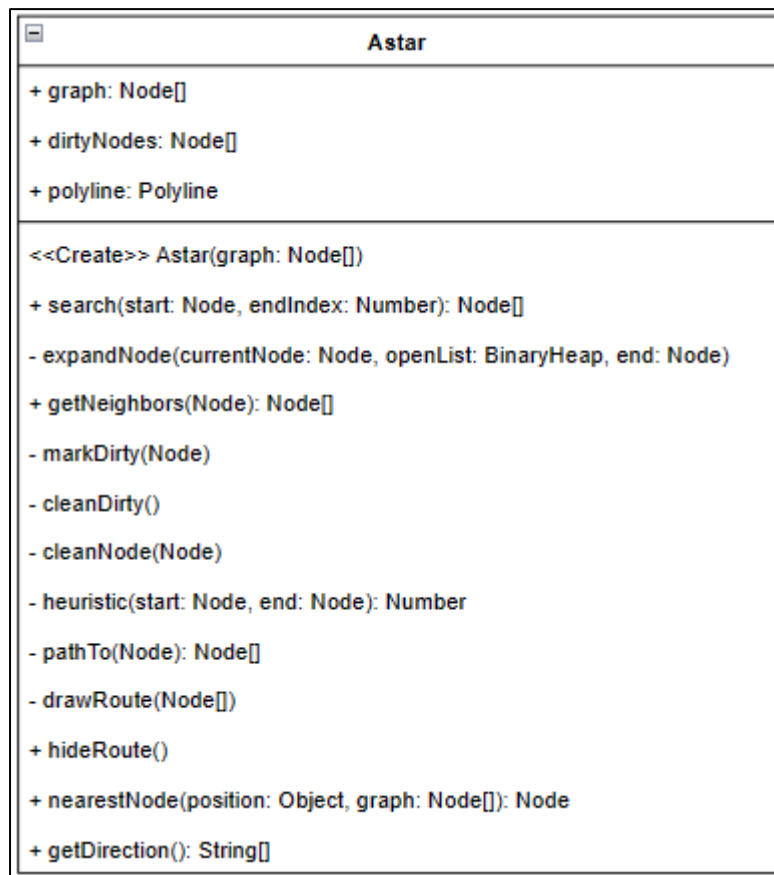 Astar
+ graph: Node[]
+ dirtyNodes: Node[]
+ polyline: Polyline
<<Create>> Astar(graph: Node[])
+ search(start: Node, endIndex: Number): Node[]
- expandNode(currentNode: Node, openList: BinaryHeap, end: Node)
+ getNeighbors(Node): Node[]
- markDirty(Node)
- cleanDirty()
- cleanNode(Node)
- heuristic(start: Node, end: Node): Number
- pathTo(Node): Node[]
- drawRoute(Node[])
+ hideRoute()
+ nearestNode(position: Object, graph: Node[]): Node
+ getDirection(): String[]